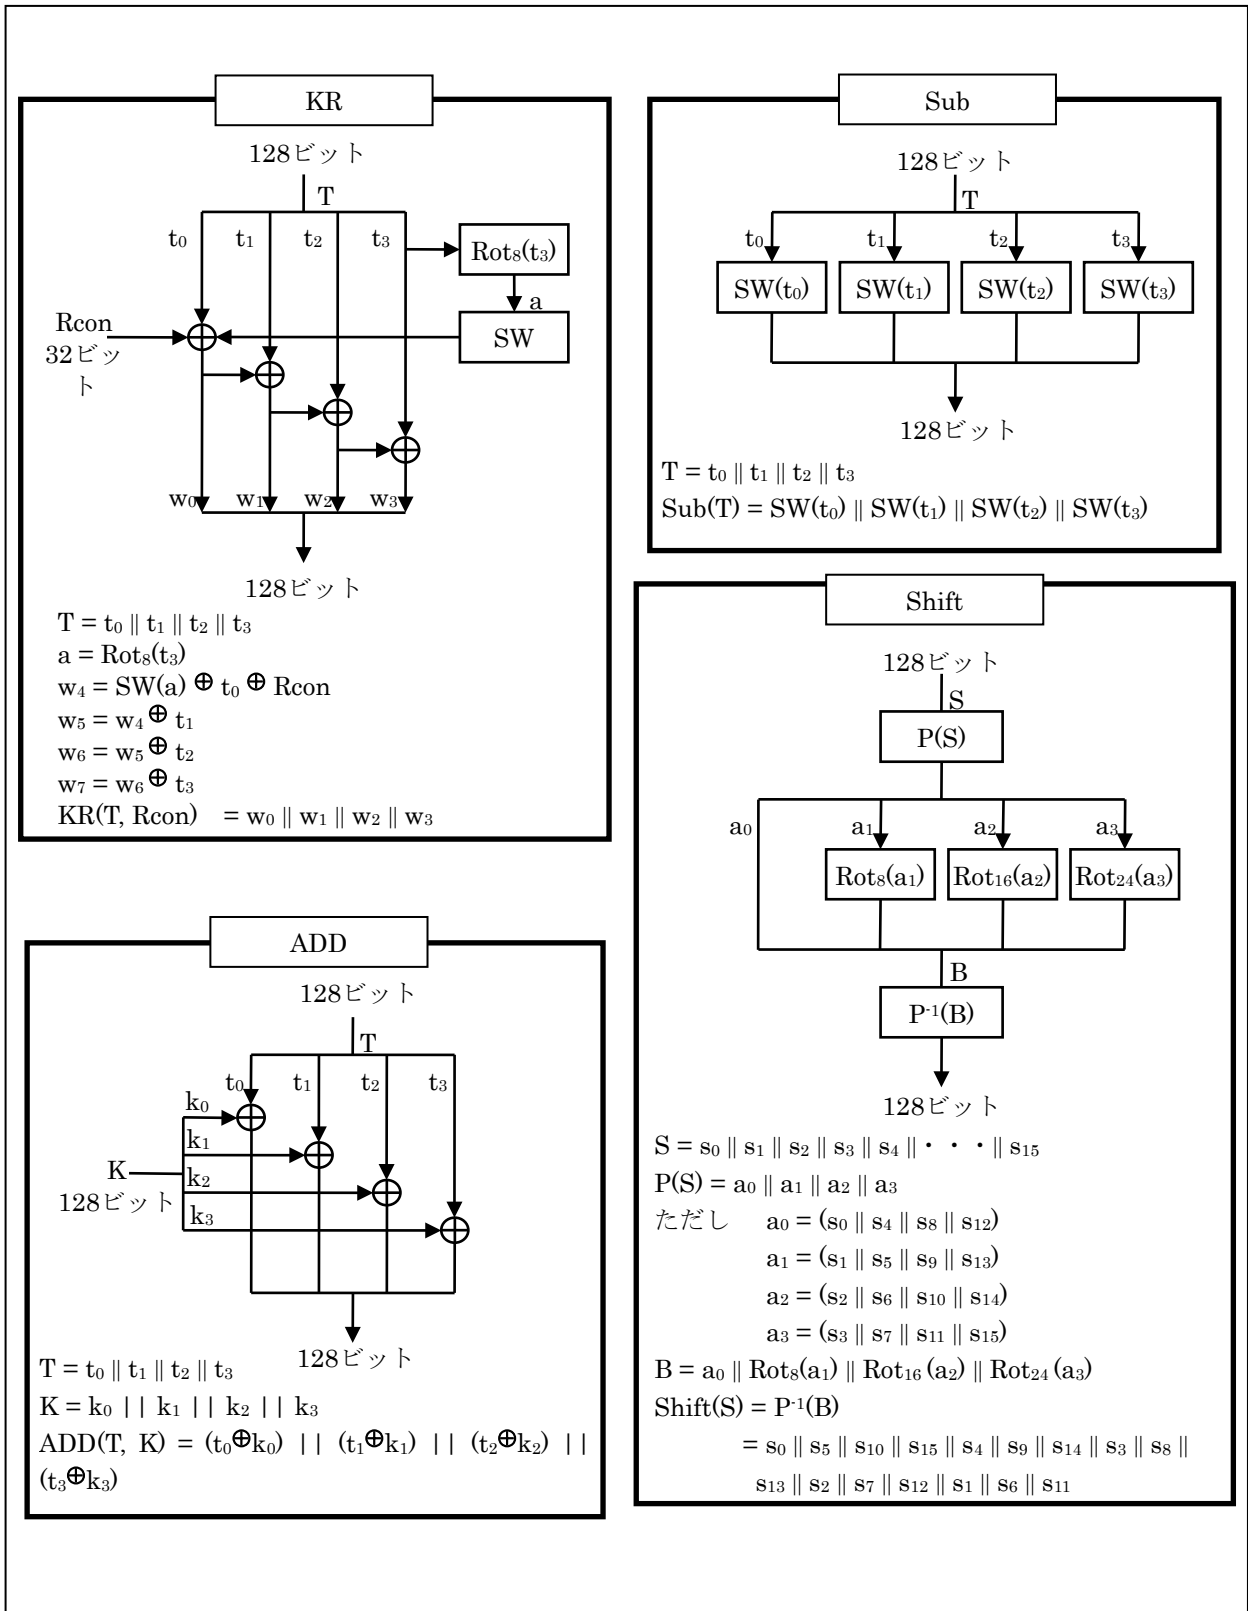 KR
128ビット
T
t0 t1 t2 t3
Rot8(t3)
a
SW
Rcon
32ビッ
ト
w0 w1 w2 w3
128ビット
T = t0 || t1 || t2 || t3
a = Rot8(t3)
w4 = SW(a) ⊕ t0 ⊕ Rcon
w5 = w4 ⊕ t1
w6 = w5 ⊕ t2
w7 = w6 ⊕ t3
KR(T, Rcon) = w0 || w1 || w2 || w3
Sub
128ビット
T
t0 t1 t2 t3
SW(t0) SW(t1) SW(t2) SW(t3)
128ビット
T = t0 || t1 || t2 || t3
Sub(T) = SW(t0) || SW(t1) || SW(t2) || SW(t3)
ADD
128ビット
T
t0 t1 t2 t3
k0
k1
K
k2
128ビット
k3
128ビット
T = t0 || t1 || t2 || t3
K = k0 || k1 || k2 || k3
ADD(T, K) = (t0⊕k0) || (t1⊕k1) || (t2⊕k2) ||
(t3⊕k3)
Shift
128ビット
S
P(S)
a0 a1 a2 a3
Rot8(a1) Rot16(a2) Rot24(a3)
B
P-1(B)
128ビット
S = s0 || s1 || s2 || s3 || s4 || ・・・|| s15
P(S) = a0 || a1 || a2 || a3
ただし a0 = (s0 || s4 || s8 || s12)
a1 = (s1 || s5 || s9 || s13)
a2 = (s2 || s6 || s10 || s14)
a3 = (s3 || s7 || s11 || s15)
B = a0 || Rot8(a1) || Rot16 (a2) || Rot24 (a3)
Shift(S) = P-1(B)
= s0 || s5 || s10 || s15 || s4 || s9 || s14 || s3 || s8 ||
s13 || s2 || s7 || s12 || s1 || s6 || s11